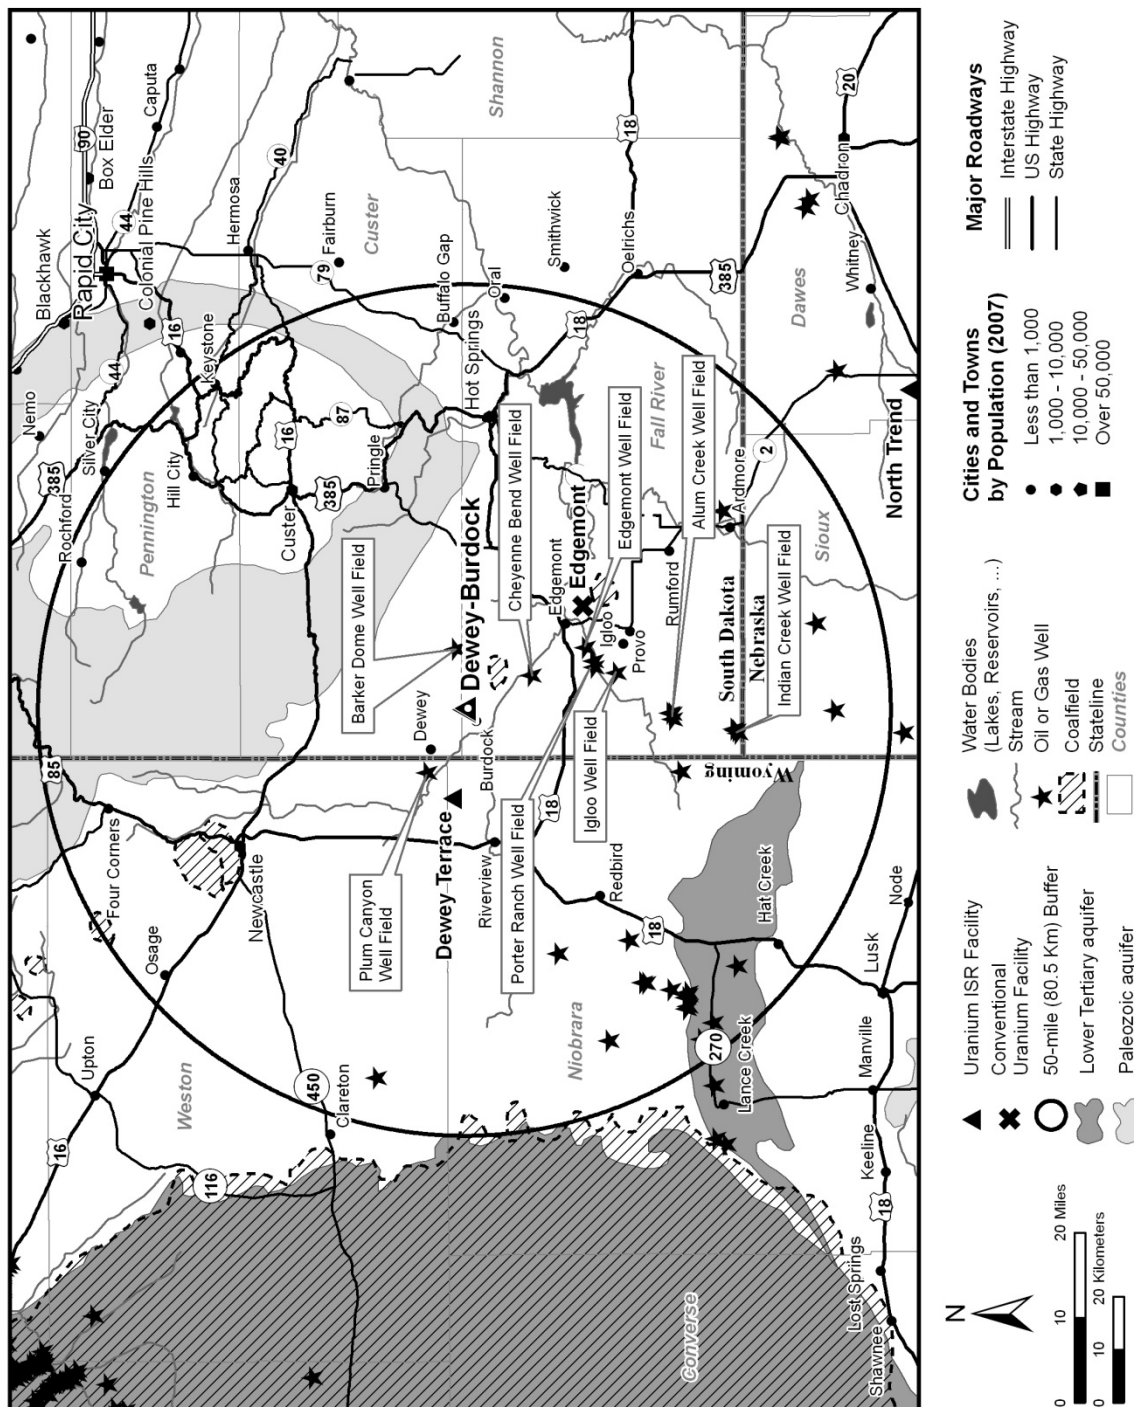 Nemo
Blackhawk
Rapid City
90
Box Elder
44
Caputa
Colonial Pine Hills
16
Keystone
Hermosa
40
79
Fairburn
Custer
Shannon
385
Rochford
Silver City
44
Pennington
Hill City
Custer
16
87
385
Pringle
Buffalo Gap
Oral
Smithwick
Hot Springs
18
18
Oelrichs
385
Fall River
85
Four Corners
Osage
Newcastle
Upton
16
Weston
116
450
Clareton
Barker Dome Well Field
Dewey-Burdock
Cheyenne Bend Well Field
Edgemont
Edgemont
Edgemont Well Field
Alum Creek Well Field
Dewey
Burdock
Plum Canyon
Well Field
Dewey Terrace
Riverview
18
Porter Ranch Well Field
Igloo Well Field
Igloo
Provo
Rumford
Ardmore
2
South Dakota
Nebraska
Indian Creek Well Field
Wyoming
Sioux
Dawes
Chadron
20
Whitney
North Trend
Redbird
18
Niobrara
Hat Creek
270
Lance Creek
Node
Lusk
Manville
Keeline
18
Lost Springs
Shawnee
Converse
N
0 10 20 Miles
0 10 20 Kilometers
Uranium ISR Facility
Conventional
Uranium Facility
50-mile (80.5 Km) Buffer
Lower Tertiary aquifer
Paleozoic aquifer
Water Bodies
(Lakes, Reservoirs, ...)
Stream
Oil or Gas Well
Coalfield
Stateline
Counties
Cities and Towns
by Population (2007)
Less than 1,000
1,000 - 10,000
10,000 - 50,000
Over 50,000
Major Roadways
Interstate Highway
US Highway
State Highway